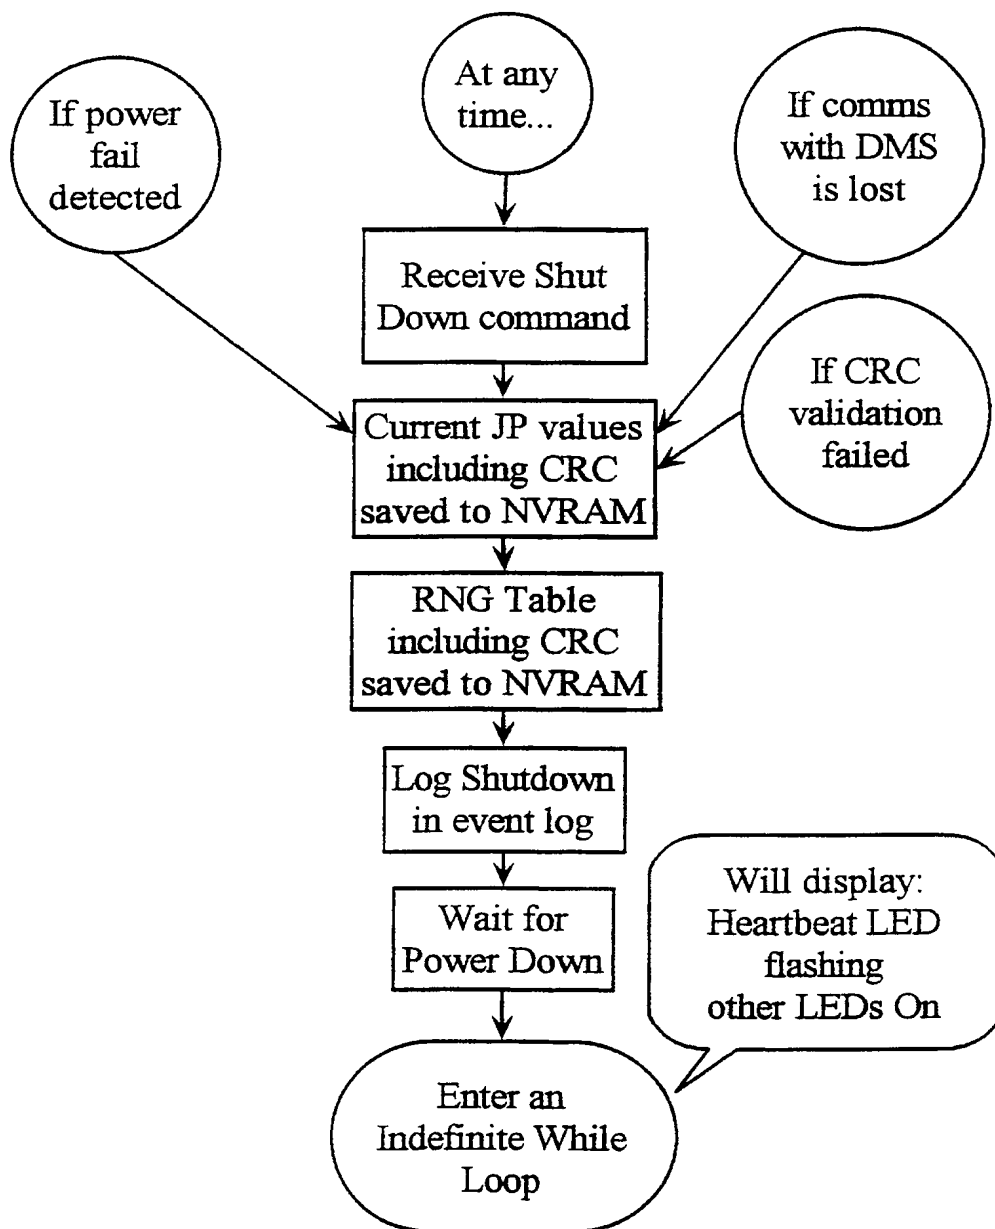 If power
fail
detected
At any
time...
If comms
with DMS
is lost
Receive Shut
Down command
If CRC
validation
failed
Current JP values
including CRC
saved to NVRAM
RNG Table
including CRC
saved to NVRAM
Log Shutdown
in event log
Wait for
Power Down
Will display:
Heartbeat LED
flashing
other LEDs On
Enter an
Indefinite While
Loop